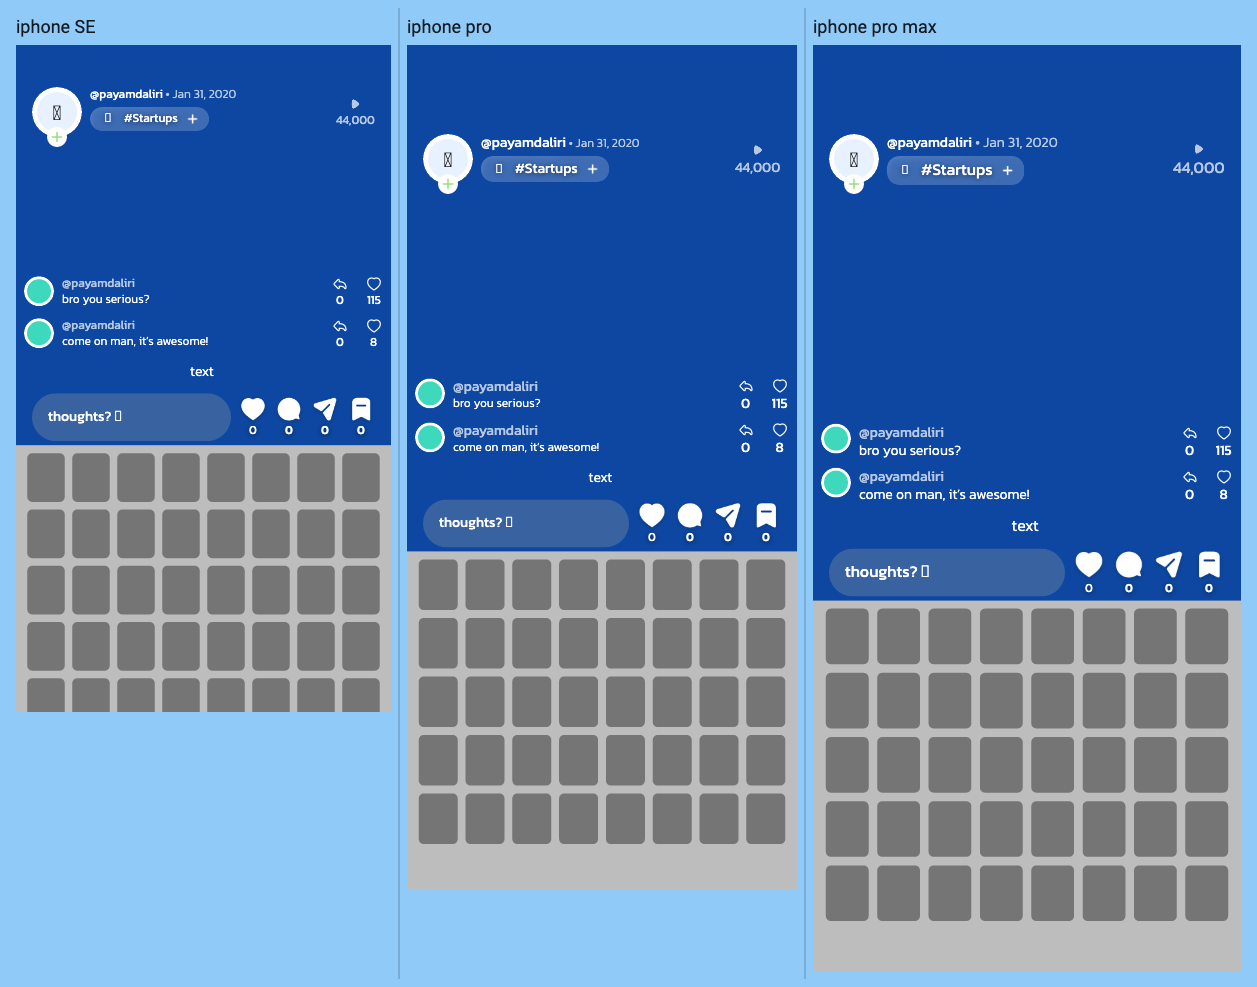 iphone SE
@payamdaliri • Jan 31, 2020
#Startups +
44,000
@payamdaliri
bro you serious?
0 115
@payamdaliri
come on man, it's awesome!
0 8
text
thoughts?
0 0 0 0
iphone pro
@payamdaliri • Jan 31, 2020
#Startups +
44,000
@payamdaliri
bro you serious?
0 115
@payamdaliri
come on man, it's awesome!
0 8
text
thoughts?
0 0 0 0
iphone pro max
@payamdaliri • Jan 31, 2020
#Startups +
44,000
@payamdaliri
bro you serious?
0 115
@payamdaliri
come on man, it's awesome!
0 8
text
thoughts?
0 0 0 0